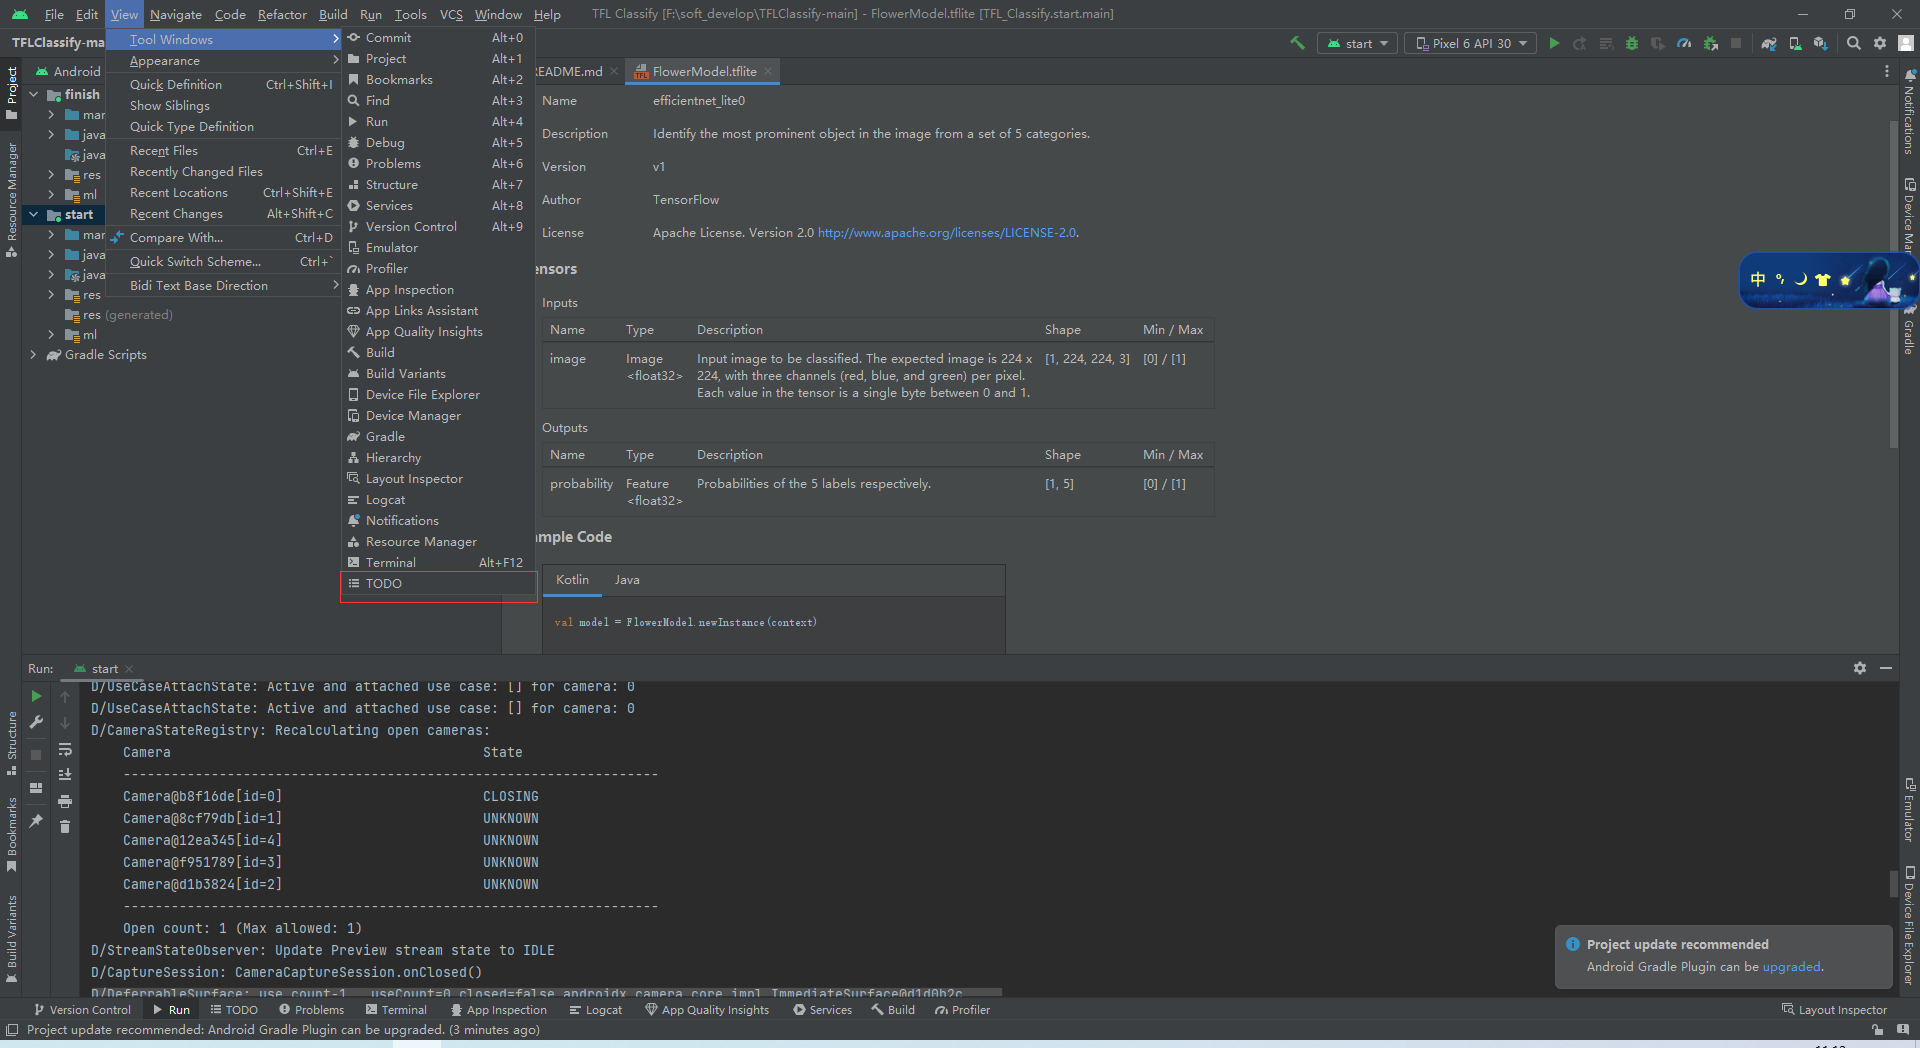 File Edit View Navigate Code Refactor Build Run Tools VCS Window Help TFL Classify [F:\soft_develop\TFLClassify-main] - FlowerModel.tflite [TFL_Classify.start.main]
TFLClassify-ma
start
Pixel 6 API 30
Tool Windows
Appearance
Quick Definition Ctrl+Shift+I
Show Siblings
Quick Type Definition
Recent Files Ctrl+E
Recently Changed Files
Recent Locations Ctrl+Shift+E
Recent Changes Alt+Shift+C
Compare With... Ctrl+D
Quick Switch Scheme... Ctrl+`
Bidi Text Base Direction
Commit Alt+0
Project Alt+1
Bookmarks Alt+2
Find Alt+3
Run Alt+4
Debug Alt+5
Problems Alt+6
Structure Alt+7
Services Alt+8
Version Control Alt+9
Emulator
Profiler
App Inspection
App Links Assistant
App Quality Insights
Build
Build Variants
Device File Explorer
Device Manager
Gradle
Hierarchy
Layout Inspector
Logcat
Notifications
Resource Manager
Terminal Alt+F12
TODO
Project
Resource Manager
Android
finish
mar
java
java
res
ml
start
mar
java
java
res
res (generated)
ml
Gradle Scripts
README.md
FlowerModel.tflite
Name efficientnet_lite0
Description Identify the most prominent object in the image from a set of 5 categories.
Version v1
Author TensorFlow
License Apache License. Version 2.0 http://www.apache.org/licenses/LICENSE-2.0.
ensors
Inputs
Name Type Description Shape Min / Max
image Image <float32> Input image to be classified. The expected image is 224 x [1, 224, 224, 3] [0] / [1]
224, with three channels (red, blue, and green) per pixel.
Each value in the tensor is a single byte between 0 and 1.
Outputs
Name Type Description Shape Min / Max
probability Feature <float32> Probabilities of the 5 labels respectively. [1, 5] [0] / [1]
mple Code
Kotlin Java
val model = FlowerModel.newInstance(context)
Notifications
Device Man
中
Gradle
Emulator
Device File Explorer
Run: start
D/UseCaseAttachState: Active and attached use case: [] for camera: 0
D/UseCaseAttachState: Active and attached use case: [] for camera: 0
D/CameraStateRegistry: Recalculating open cameras:
Camera State
-------------------------------------------------------------------
Camera@b8f16de[id=0] CLOSING
Camera@8cf79db[id=1] UNKNOWN
Camera@12ea345[id=4] UNKNOWN
Camera@f951789[id=3] UNKNOWN
Camera@d1b3824[id=2] UNKNOWN
-------------------------------------------------------------------
Open count: 1 (Max allowed: 1)
D/StreamStateObserver: Update Preview stream state to IDLE
D/CaptureSession: CameraCaptureSession.onClosed()
D/DeferrableSurface: use count-1, useCount=0 closed=false androidx.camera.core.impl.ImmediateSurface@d1d0b2c
Structure
Bookmarks
Build Variants
Project update recommended
Android Gradle Plugin can be upgraded.
Version Control Run TODO Problems Terminal App Inspection Logcat App Quality Insights Services Build Profiler Layout Inspector
Project update recommended: Android Gradle Plugin can be upgraded. (3 minutes ago)